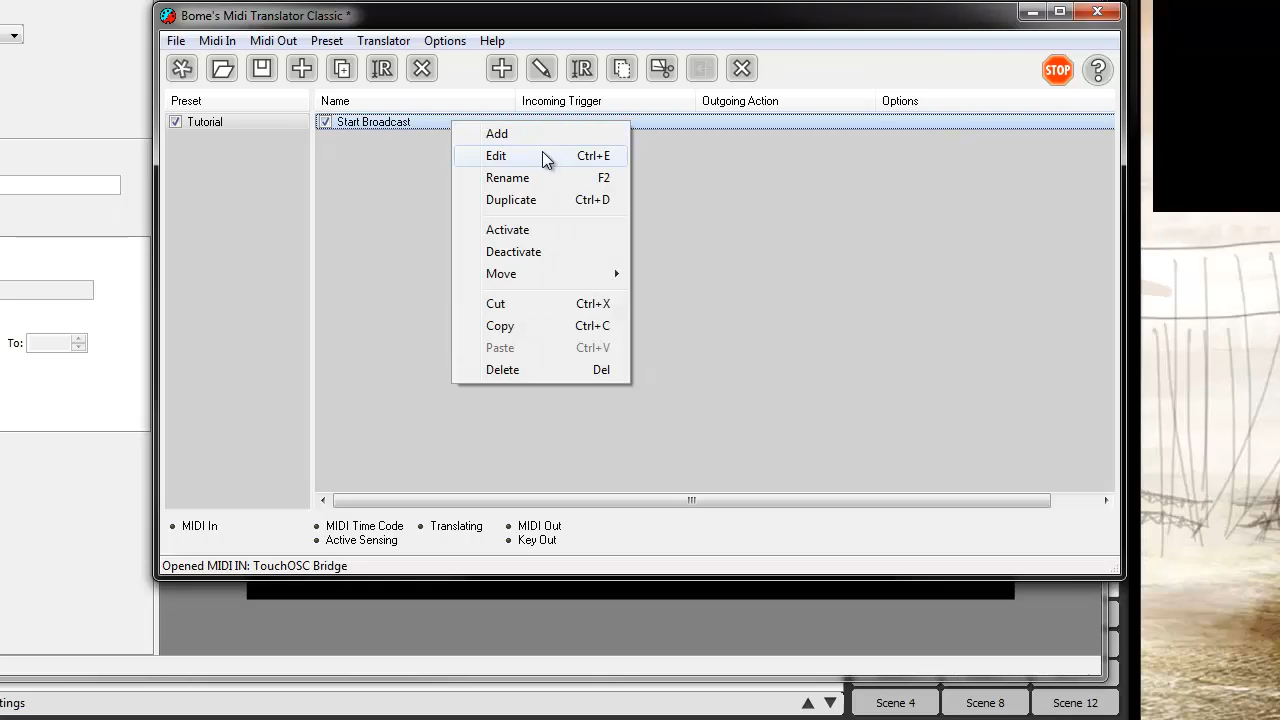 Bome's Midi Translator Classic *
File Midi In Midi Out Preset Translator Options Help
STOP ?
Preset Name Incoming Trigger Outgoing Action Options
Tutorial Start Broadcast
Add
Edit Ctrl+E
Rename F2
Duplicate Ctrl+D
Activate
Deactivate
Move
Cut Ctrl+X
Copy Ctrl+C
Paste Ctrl+V
Delete Del
To:
MIDI In MIDI Time Code Translating MIDI Out
Active Sensing Key Out
Opened MIDI IN: TouchOSC Bridge
tings Scene 4 Scene 8 Scene 12